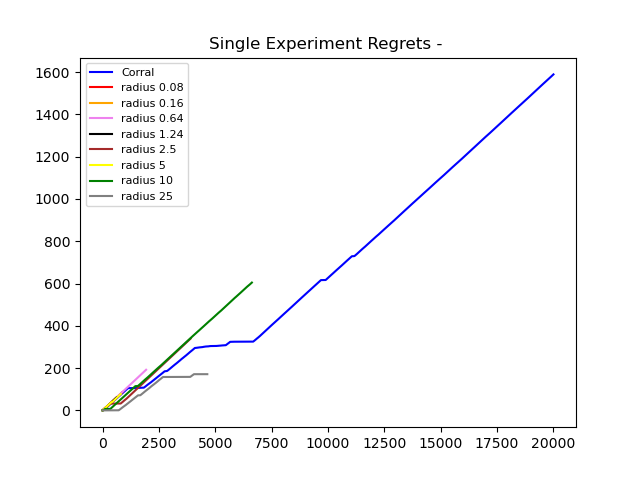 Single Experiment Regrets -
1600
1400
1200
1000
800
600
400
200
0
Corral
radius 0.08
radius 0.16
radius 0.64
radius 1.24
radius 2.5
radius 5
radius 10
radius 25
0 2500 5000 7500 10000 12500 15000 17500 20000